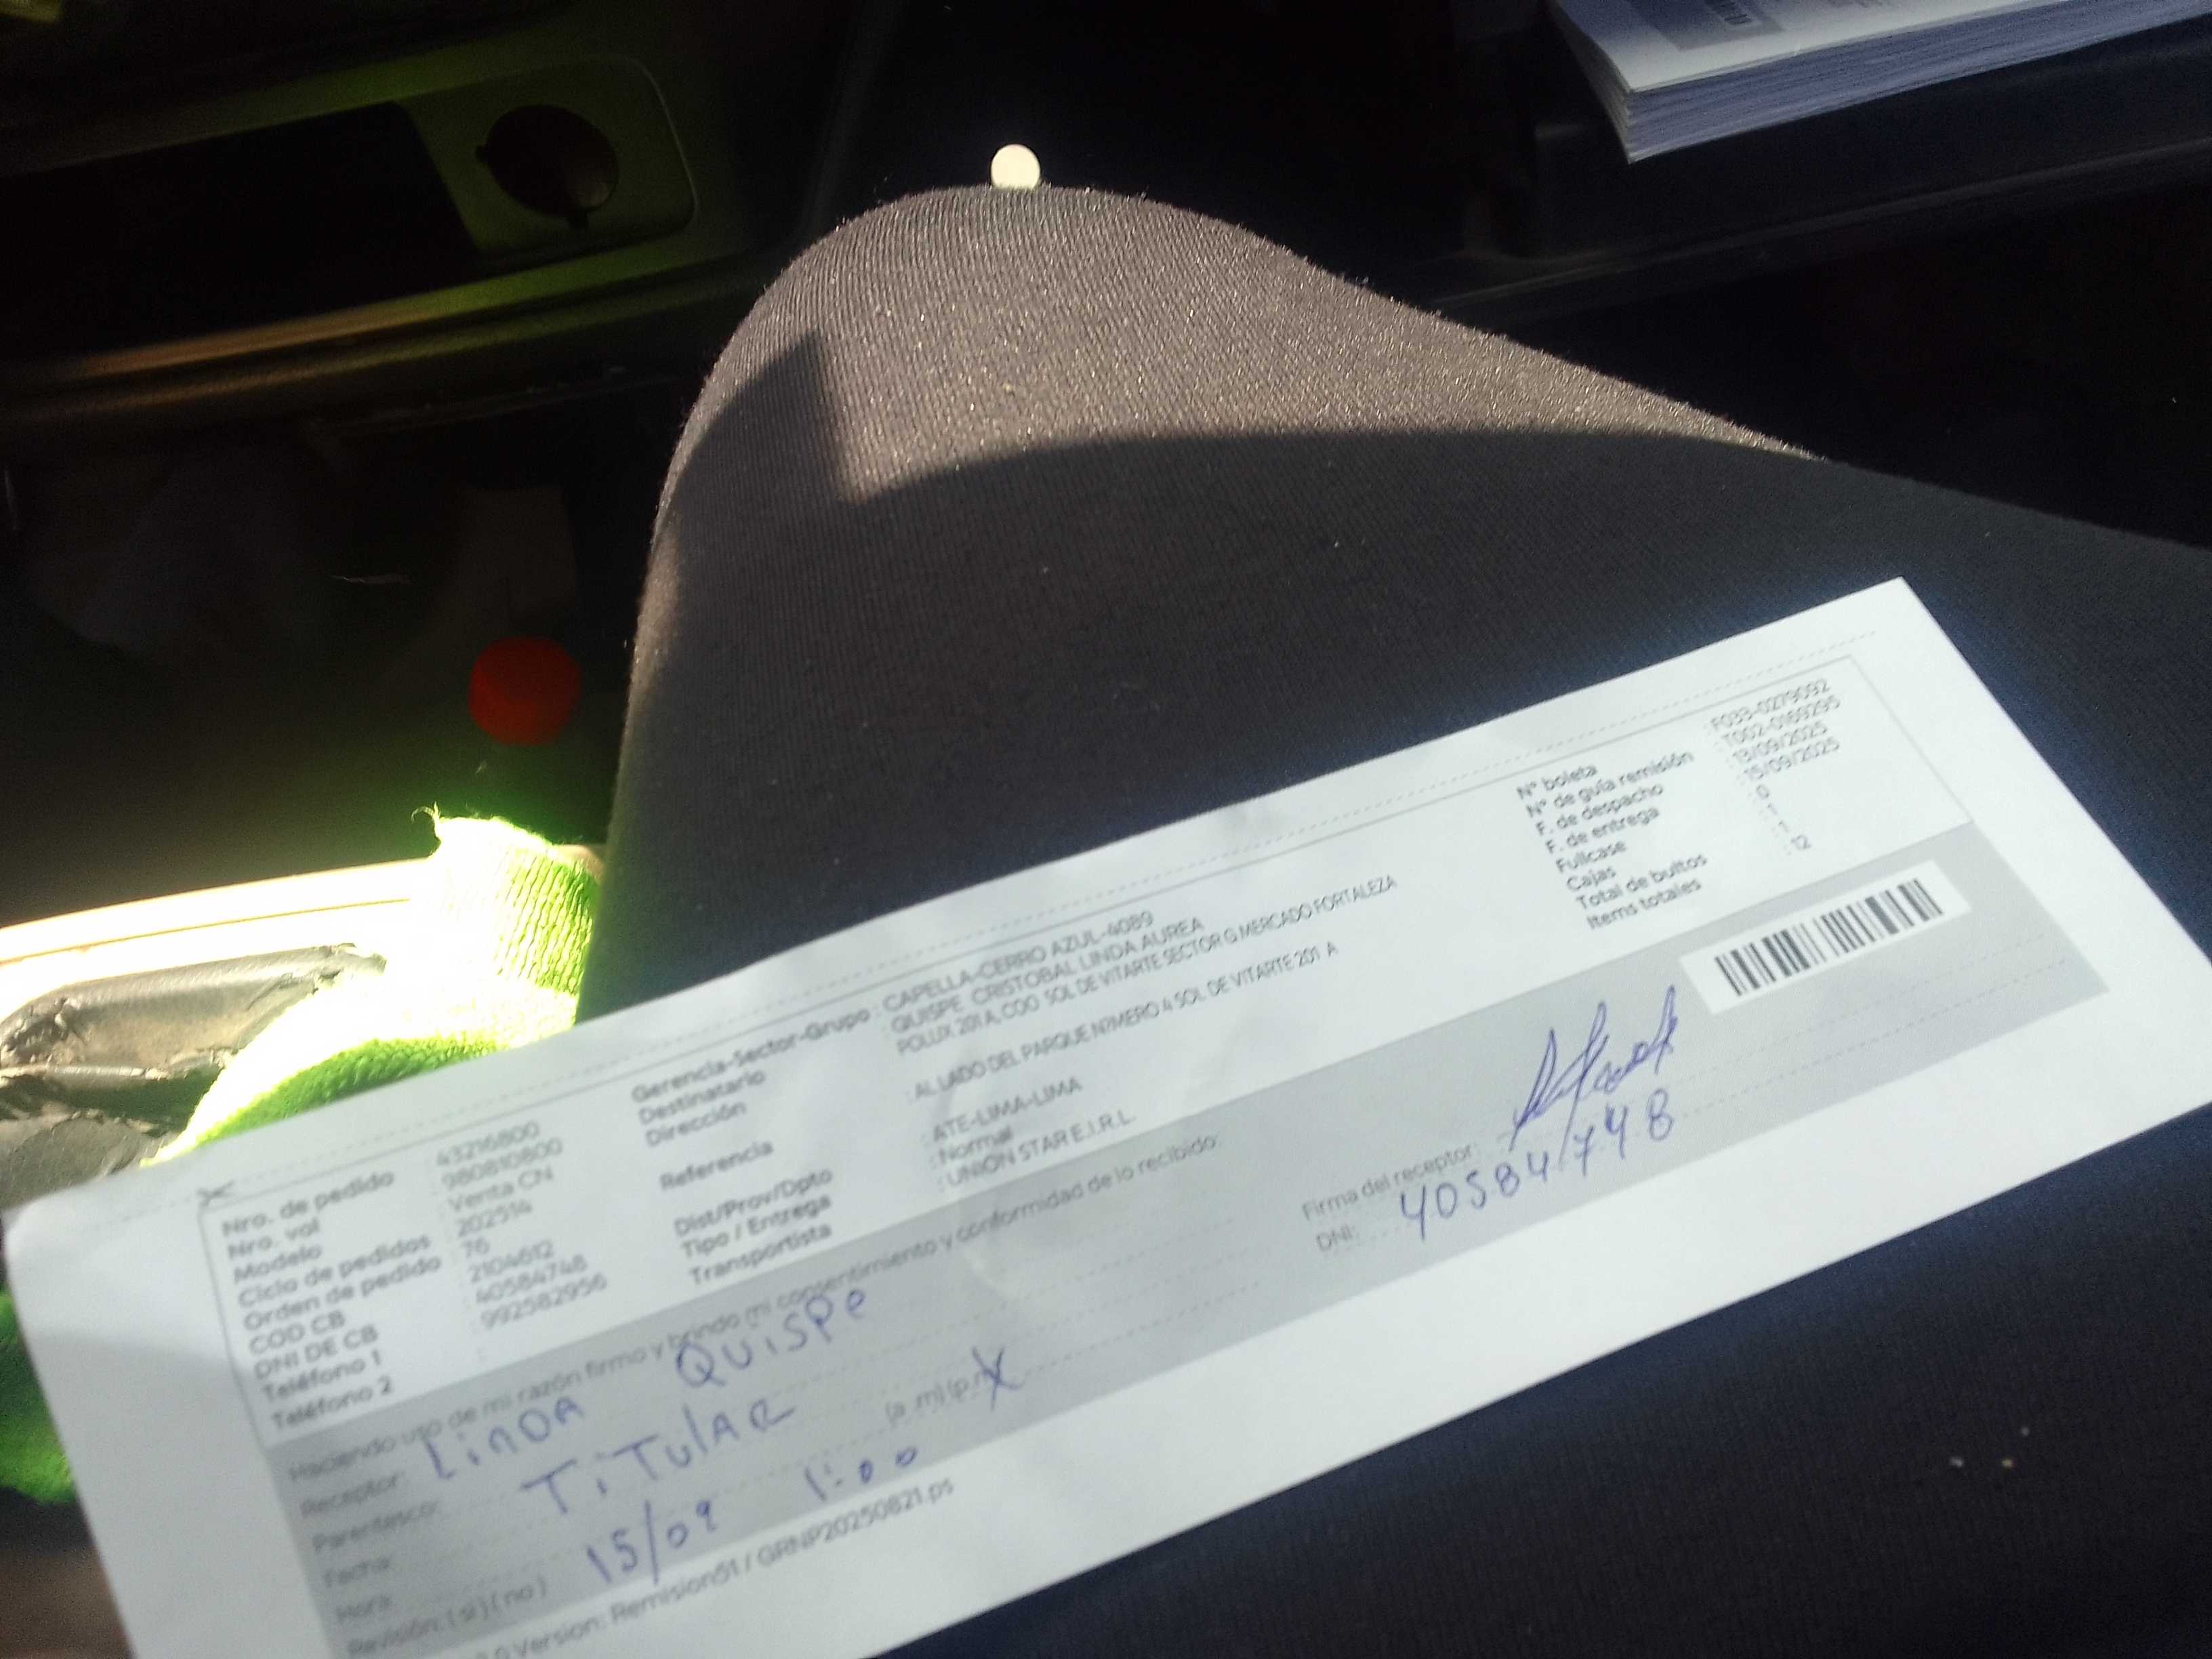 Nro. de pedido : 43216800
Nro. vol : 980810800
Modelo : Venta CN
Ciclo de pedidos : 202514
Orden de pedido : 76
COD CB : 2104612
DNI DE CB : 40584748
Teléfono 1 : 992582956
Teléfono 2 :
Gerencia-Sector-Grupo : CAPELLA-CERRO AZUL-4089
Destinatario : QUISPE CRISTOBAL LINDA AUREA
Dirección : POLUX 201 A, COO SOL DE VITARTE SECTOR G MERCADO FORTALEZA
Referencia : AL LADO DEL PARQUE N?MERO 4 SOL DE VITARTE 201 A
Dist/Prov/Dpto : ATE-LIMA-LIMA
Tipo / Entrega : Normal
Transportista : UNION STAR E.I.R.L.
N° boleta : F033-0279092
N° de guía remisión : T002-0169295
F. de despacho : 13/09/2025
F. de entrega : 15/09/2025
Fullcase : 0
Cajas : 1
Total de bultos : 1
Items totales : 12
Haciendo uso de mi razón firmo y brindo mi consentimiento y conformidad de lo recibido:
Receptor: LinDA QuisPe
Parentesco: TiTulAR
Fecha: 15/09
Hora: 1:00 (a.m) (p.m) X
Revisión: (si) (no)
Firma del receptor:
DNI: 40584748
Version: Remision51 / GRNP20250821.ps